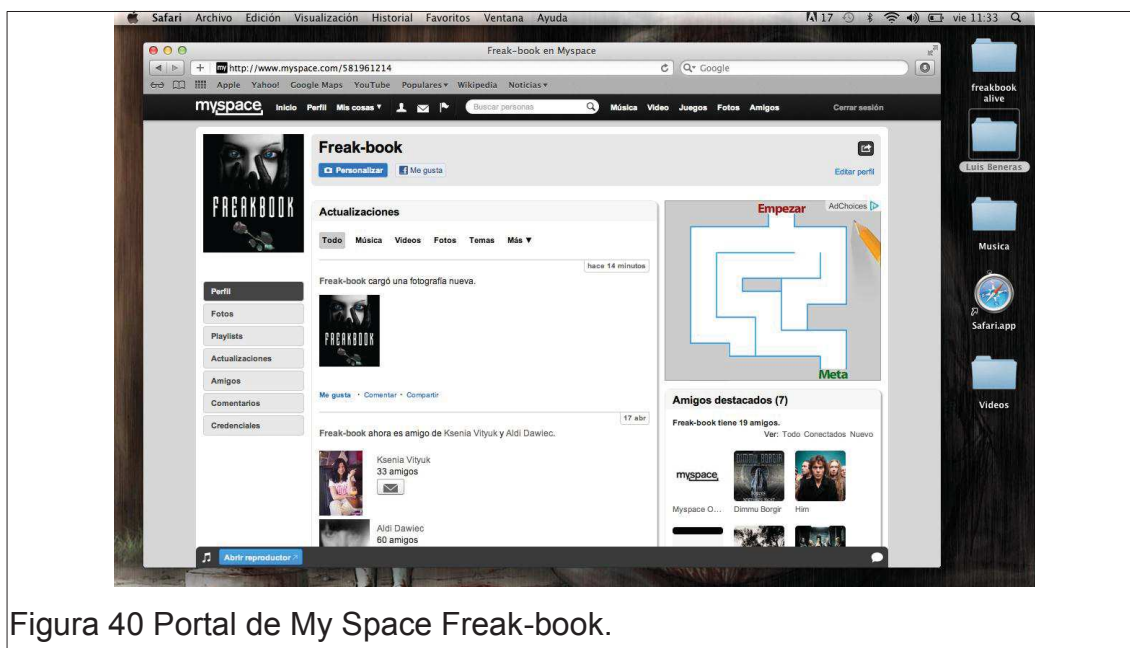 Safari Archivo Edición Visualización Historial Favoritos Ventana Ayuda 17 vie 11:33
Freak-book en Myspace
my http://www.myspace.com/581961214 Google
Apple Yahoo! Google Maps YouTube Populares Wikipedia Noticias
freakbook
alive
myspace Inicio Perfil Mis cosas Buscar personas Música Video Juegos Fotos Amigos Cerrar sesión
Freak-book
Personalizar Me gusta
Editar perfil
Luis Beneras
FREAKBOOK
Actualizaciones
Todo Música Videos Fotos Temas Más
hace 14 minutos
Freak-book cargó una fotografía nueva.
FREAKBOOK
Me gusta · Comentar · Compartir
17 abr
Freak-book ahora es amigo de Ksenia Vityuk y Aldi Dawiec.
Ksenia Vityuk
33 amigos
Aldi Dawiec
60 amigos
Perfil
Fotos
Playlists
Actualizaciones
Amigos
Comentarios
Credenciales
Empezar
AdChoices
Meta
Amigos destacados (7)
Freak-book tiene 19 amigos.
Ver: Todo Conectados Nuevo
myspace DIMMU BORGIR
Myspace O... Dimmu Borgir Him
Musica
Safari.app
Videos
Abrir reproductor
Figura 40 Portal de My Space Freak-book.